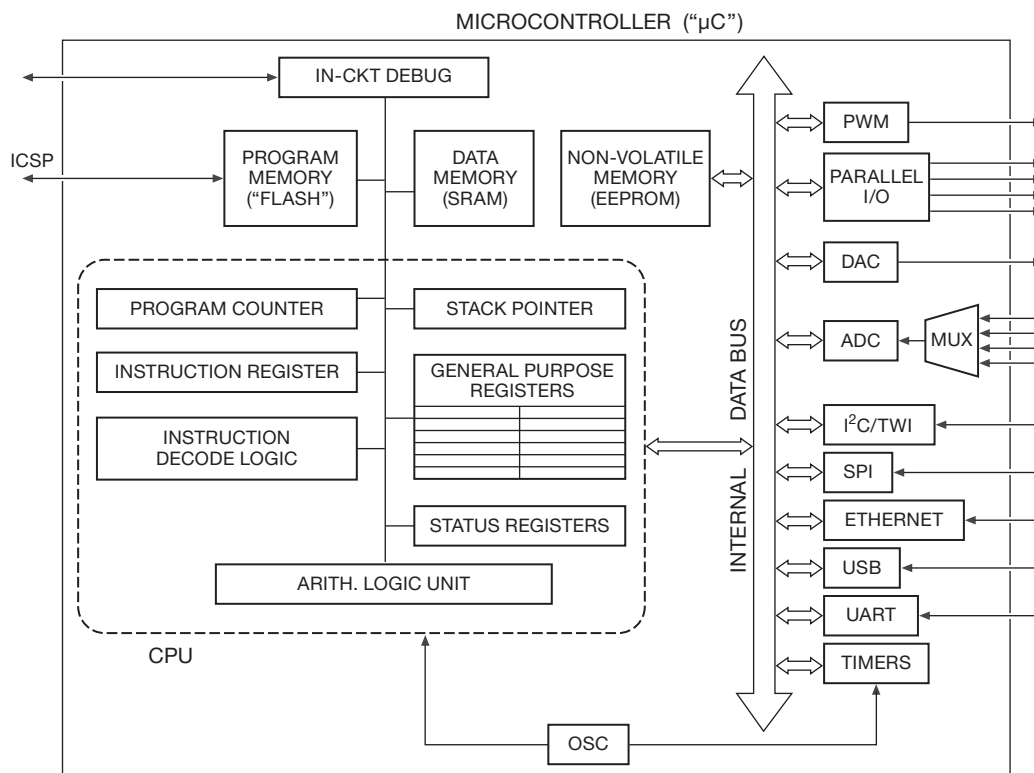 MICROCONTROLLER (“µC”)
IN-CKT DEBUG
ICSP
PROGRAM
MEMORY
(“FLASH”)
DATA
MEMORY
(SRAM)
NON-VOLATILE
MEMORY
(EEPROM)
PROGRAM COUNTER
STACK POINTER
INSTRUCTION REGISTER
GENERAL PURPOSE
REGISTERS
INSTRUCTION
DECODE LOGIC
STATUS REGISTERS
ARITH. LOGIC UNIT
CPU
OSC
INTERNAL DATA BUS
PWM
PARALLEL
I/O
DAC
ADC
MUX
I²C/TWI
SPI
ETHERNET
USB
UART
TIMERS